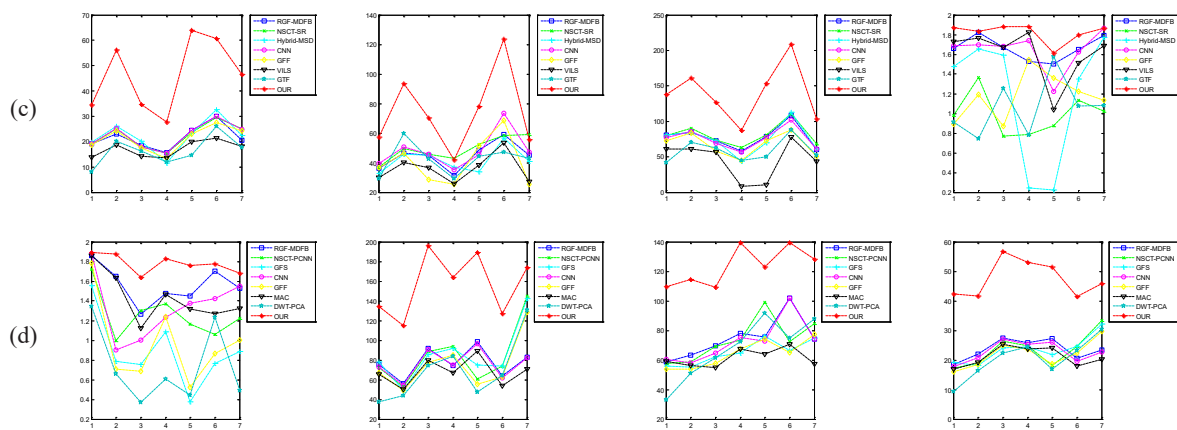 (c)
70
60
50
40
30
20
10
0
1 2 3 4 5 6 7
RGF-MDFB
NSCT-SR
Hybrid-MSD
CNN
GFF
VILS
GTF
OUR
140
120
100
80
60
40
20
1 2 3 4 5 6 7
RGF-MDFB
NSCT-SR
Hybrid-MSD
CNN
GFF
VILS
GTF
OUR
250
200
150
100
50
0
1 2 3 4 5 6 7
RGF-MDFB
NSCT-SR
Hybrid-MSD
CNN
GFF
VILS
GTF
OUR
2
1.8
1.6
1.4
1.2
1
0.8
0.6
0.4
0.2
1 2 3 4 5 6 7
RGF-MDFB
NSCT-SR
Hybrid-MSD
CNN
GFF
VILS
GTF
OUR
(d)
2
1.8
1.6
1.4
1.2
1
0.8
0.6
0.4
0.2
1 2 3 4 5 6 7
RGF-MDFB
NSCT-PCNN
GFS
CNN
GFF
MAC
DWT-PCA
OUR
200
180
160
140
120
100
80
60
40
20
1 2 3 4 5 6 7
RGF-MDFB
NSCT-PCNN
GFS
CNN
GFF
MAC
DWT-PCA
OUR
140
120
100
80
60
40
20
1 2 3 4 5 6 7
RGF-MDFB
NSCT-PCNN
GFS
CNN
GFF
MAC
DWT-PCA
OUR
60
50
40
30
20
10
0
1 2 3 4 5 6 7
RGF-MDFB
NSCT-PCNN
GFS
CNN
GFF
MAC
DWT-PCA
OUR